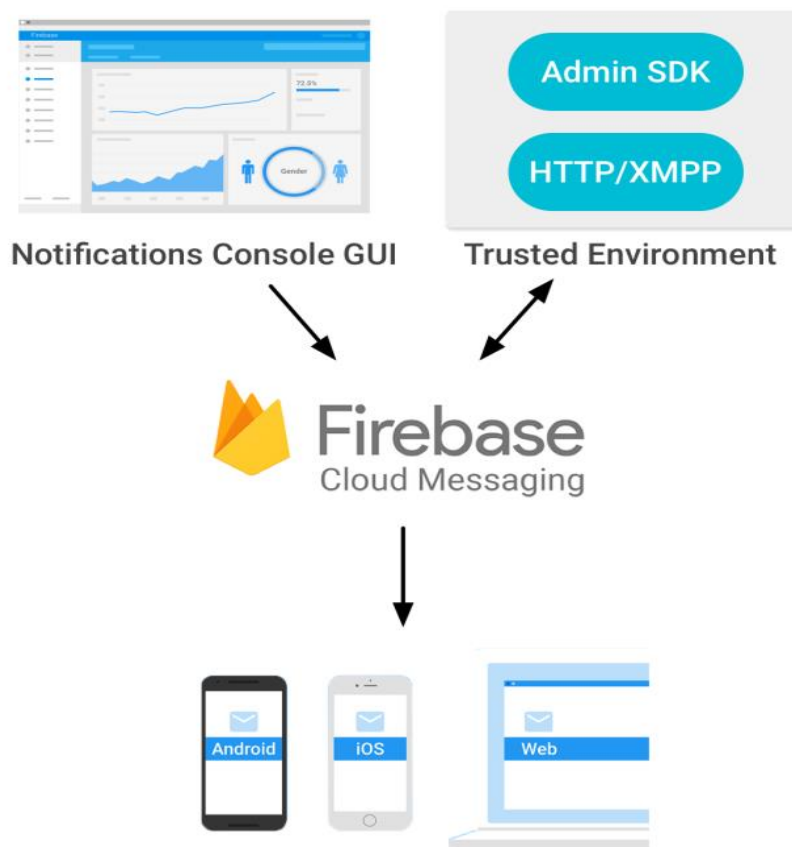 Firebase
72.5%
Gender
Admin SDK
HTTP/XMPP
Notifications Console GUI
Trusted Environment
Firebase
Cloud Messaging
Android
iOS
Web